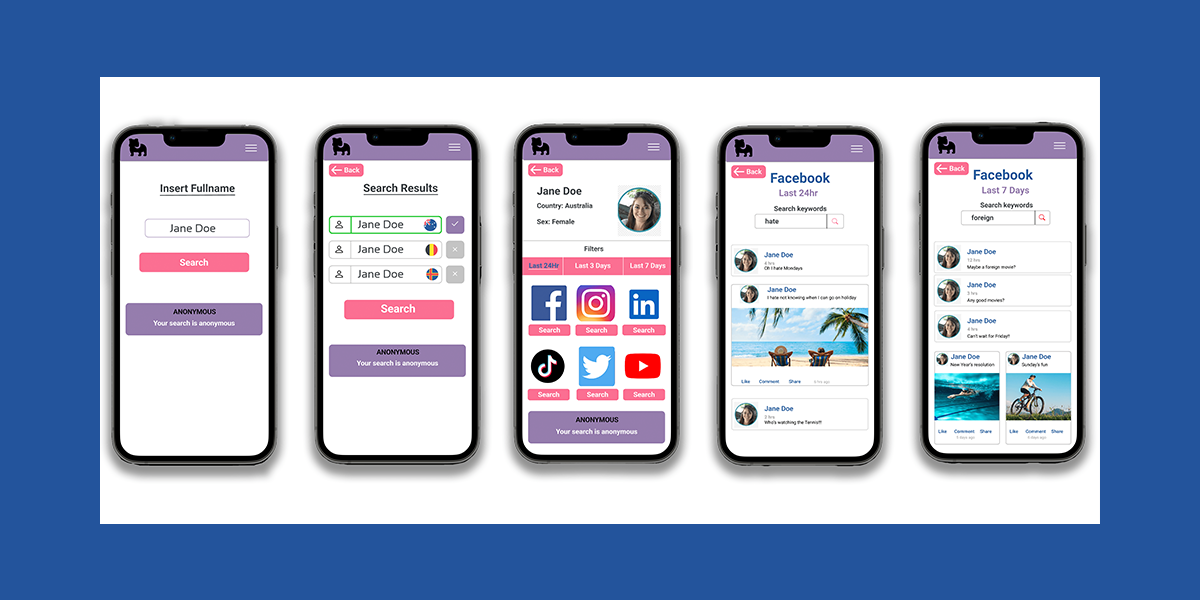 Insert Fullname
Jane Doe
Search
ANONYMOUS
Your search is anonymous
Back
Search Results
Jane Doe
Jane Doe
Jane Doe
Search
ANONYMOUS
Your search is anonymous
Back
Jane Doe
Country: Australia
Sex: Female
Filters
Last 24Hr Last 3 Days Last 7 Days
Search Search Search
in
Search Search Search
ANONYMOUS
Your search is anonymous
Back
Facebook
Last 24hr
Search keywords
hate
Jane Doe
4 hrs
Oh I hate Mondays
Jane Doe
I hate not knowing when I can go on holiday
Like Comment Share 6 hrs ago
Jane Doe
2 hrs
Who's watching the Tennis!!
Back
Facebook
Last 7 Days
Search keywords
foreign
Jane Doe
12 hrs
Maybe a foreign movie?
Jane Doe
5 hrs
Any good movies?
Jane Doe
4 hrs
Can't wait for Friday!!
Jane Doe
New Year's resolution
Like Comment Share
5 days ago
Jane Doe
Sunday's fun
Like Comment Share
6 days ago